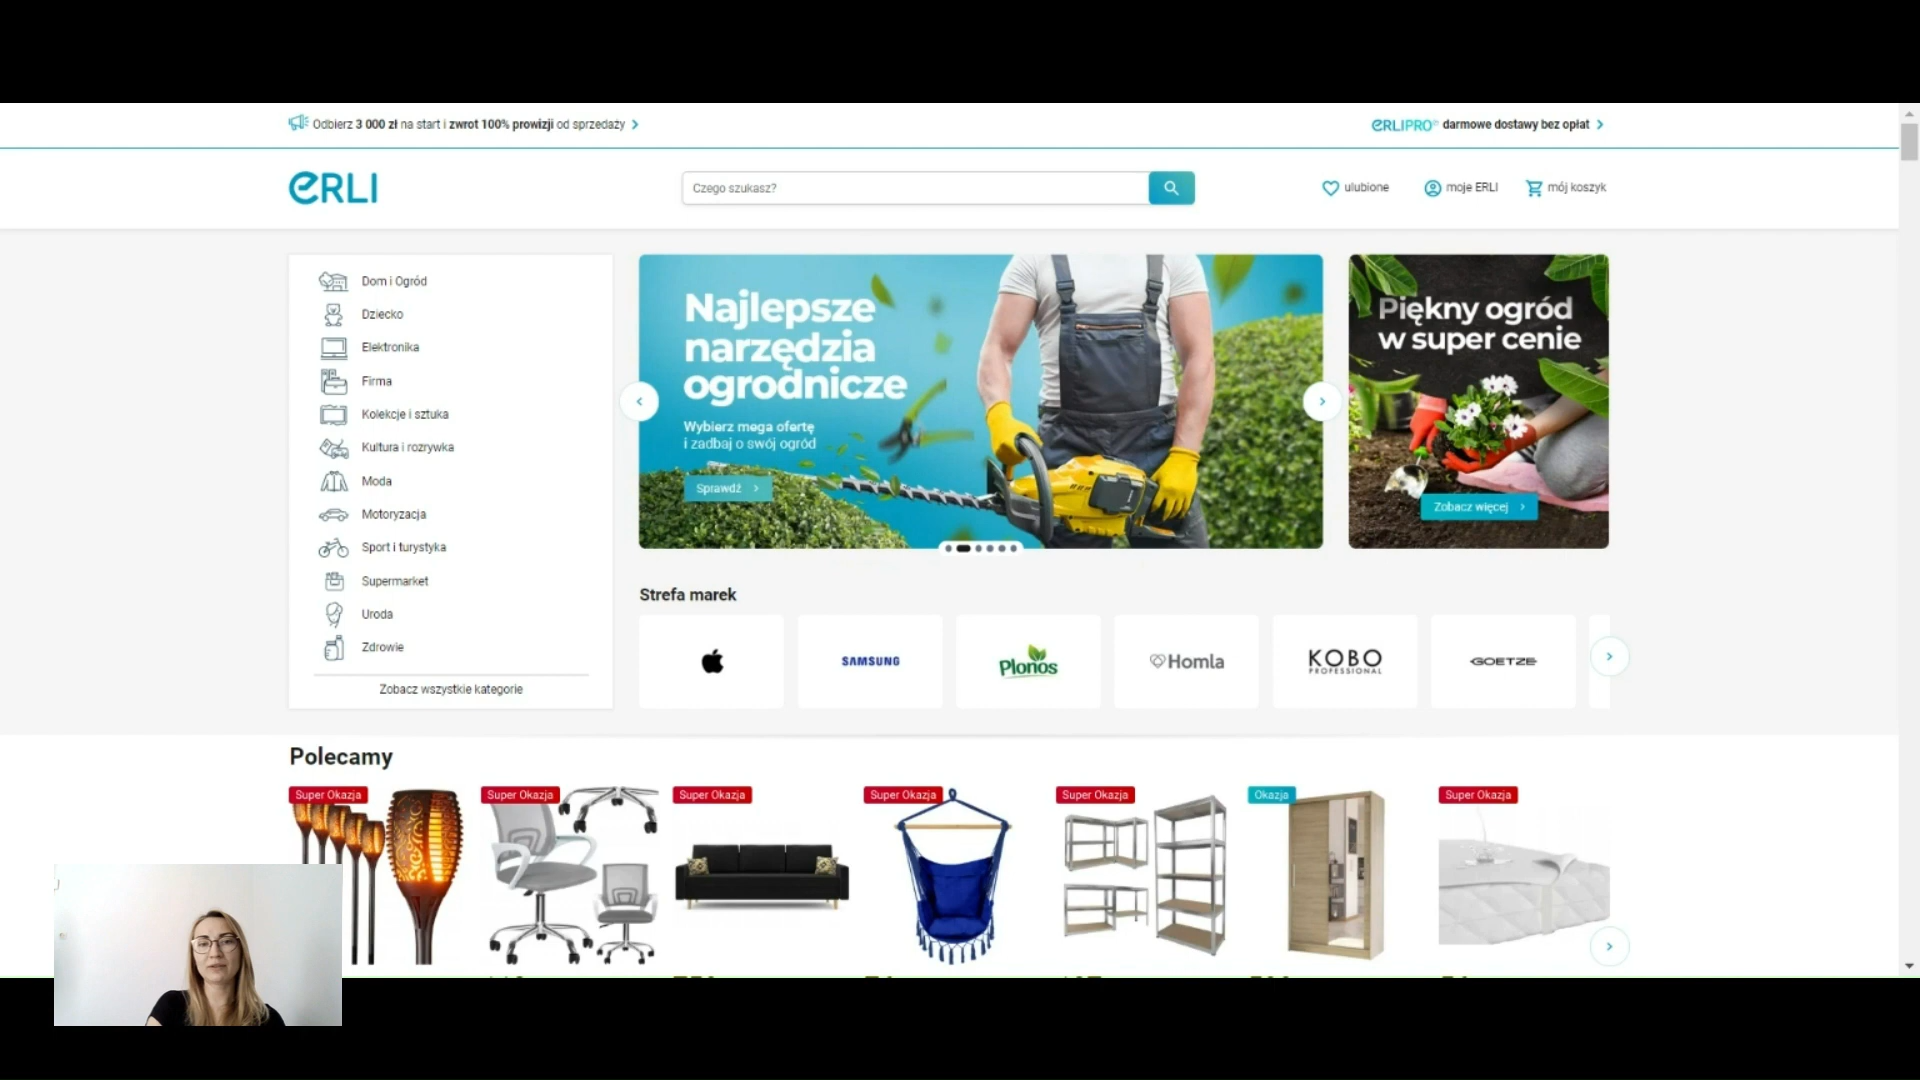 Odbierz 3 000 zł na start i zwrot 100% prowizji od sprzedaży
ERLIPRO darmowe dostawy bez opłat
ERLI
Czego szukasz?
ulubione
moje ERLI
mój koszyk
Dom i Ogród
Dziecko
Elektronika
Firma
Kolekcje i sztuka
Kultura i rozrywka
Moda
Motoryzacja
Sport i turystyka
Supermarket
Uroda
Zdrowie
Zobacz wszystkie kategorie
Najlepsze
narzędzia
ogrodnicze
Wybierz mega ofertę
i zadbaj o swój ogród
Sprawdź
Piękny ogród
w super cenie
Zobacz więcej
Strefa marek
SAMSUNG
Plonos
Homla
KOBO
PROFESSIONAL
GOETZE
Polecamy
Super Okazja
Super Okazja
Super Okazja
Super Okazja
Super Okazja
Okazja
Super Okazja